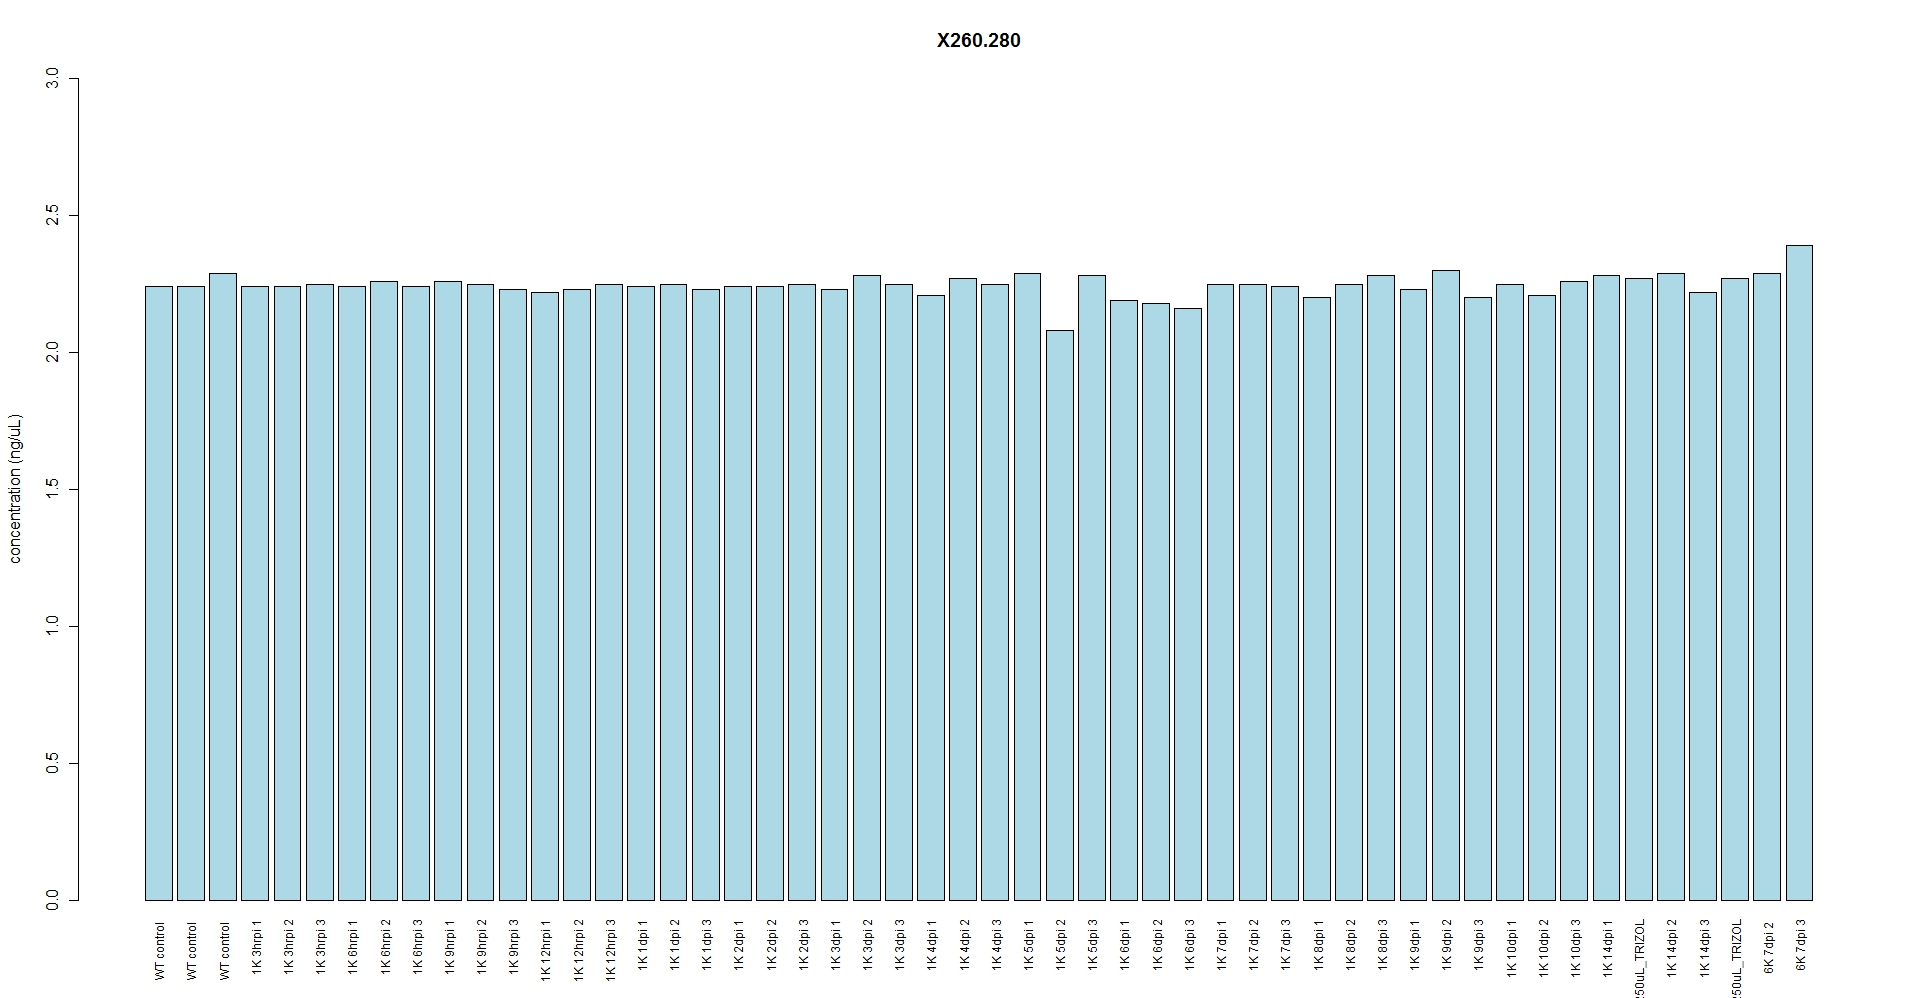 X260.280
concentration (ng/uL)
3.0
2.5
2.0
1.5
1.0
0.5
0.0
WT control
WT control
WT control
1K 3hrpi 1
1K 3hrpi 2
1K 3hrpi 3
1K 6hrpi 1
1K 6hrpi 2
1K 6hrpi 3
1K 9hrpi 1
1K 9hrpi 2
1K 9hrpi 3
1K 12hrpi 1
1K 12hrpi 2
1K 12hrpi 3
1K 1dpi 1
1K 1dpi 2
1K 1dpi 3
1K 2dpi 1
1K 2dpi 2
1K 2dpi 3
1K 3dpi 1
1K 3dpi 2
1K 3dpi 3
1K 4dpi 1
1K 4dpi 2
1K 4dpi 3
1K 5dpi 1
1K 5dpi 2
1K 5dpi 3
1K 6dpi 1
1K 6dpi 2
1K 6dpi 3
1K 7dpi 1
1K 7dpi 2
1K 7dpi 3
1K 8dpi 1
1K 8dpi 2
1K 8dpi 3
1K 9dpi 1
1K 9dpi 2
1K 9dpi 3
1K 10dpi 1
1K 10dpi 2
1K 10dpi 3
1K 14dpi 1
250uL_TRIZOL
1K 14dpi 2
1K 14dpi 3
250uL_TRIZOL
6K 7dpi 2
6K 7dpi 3